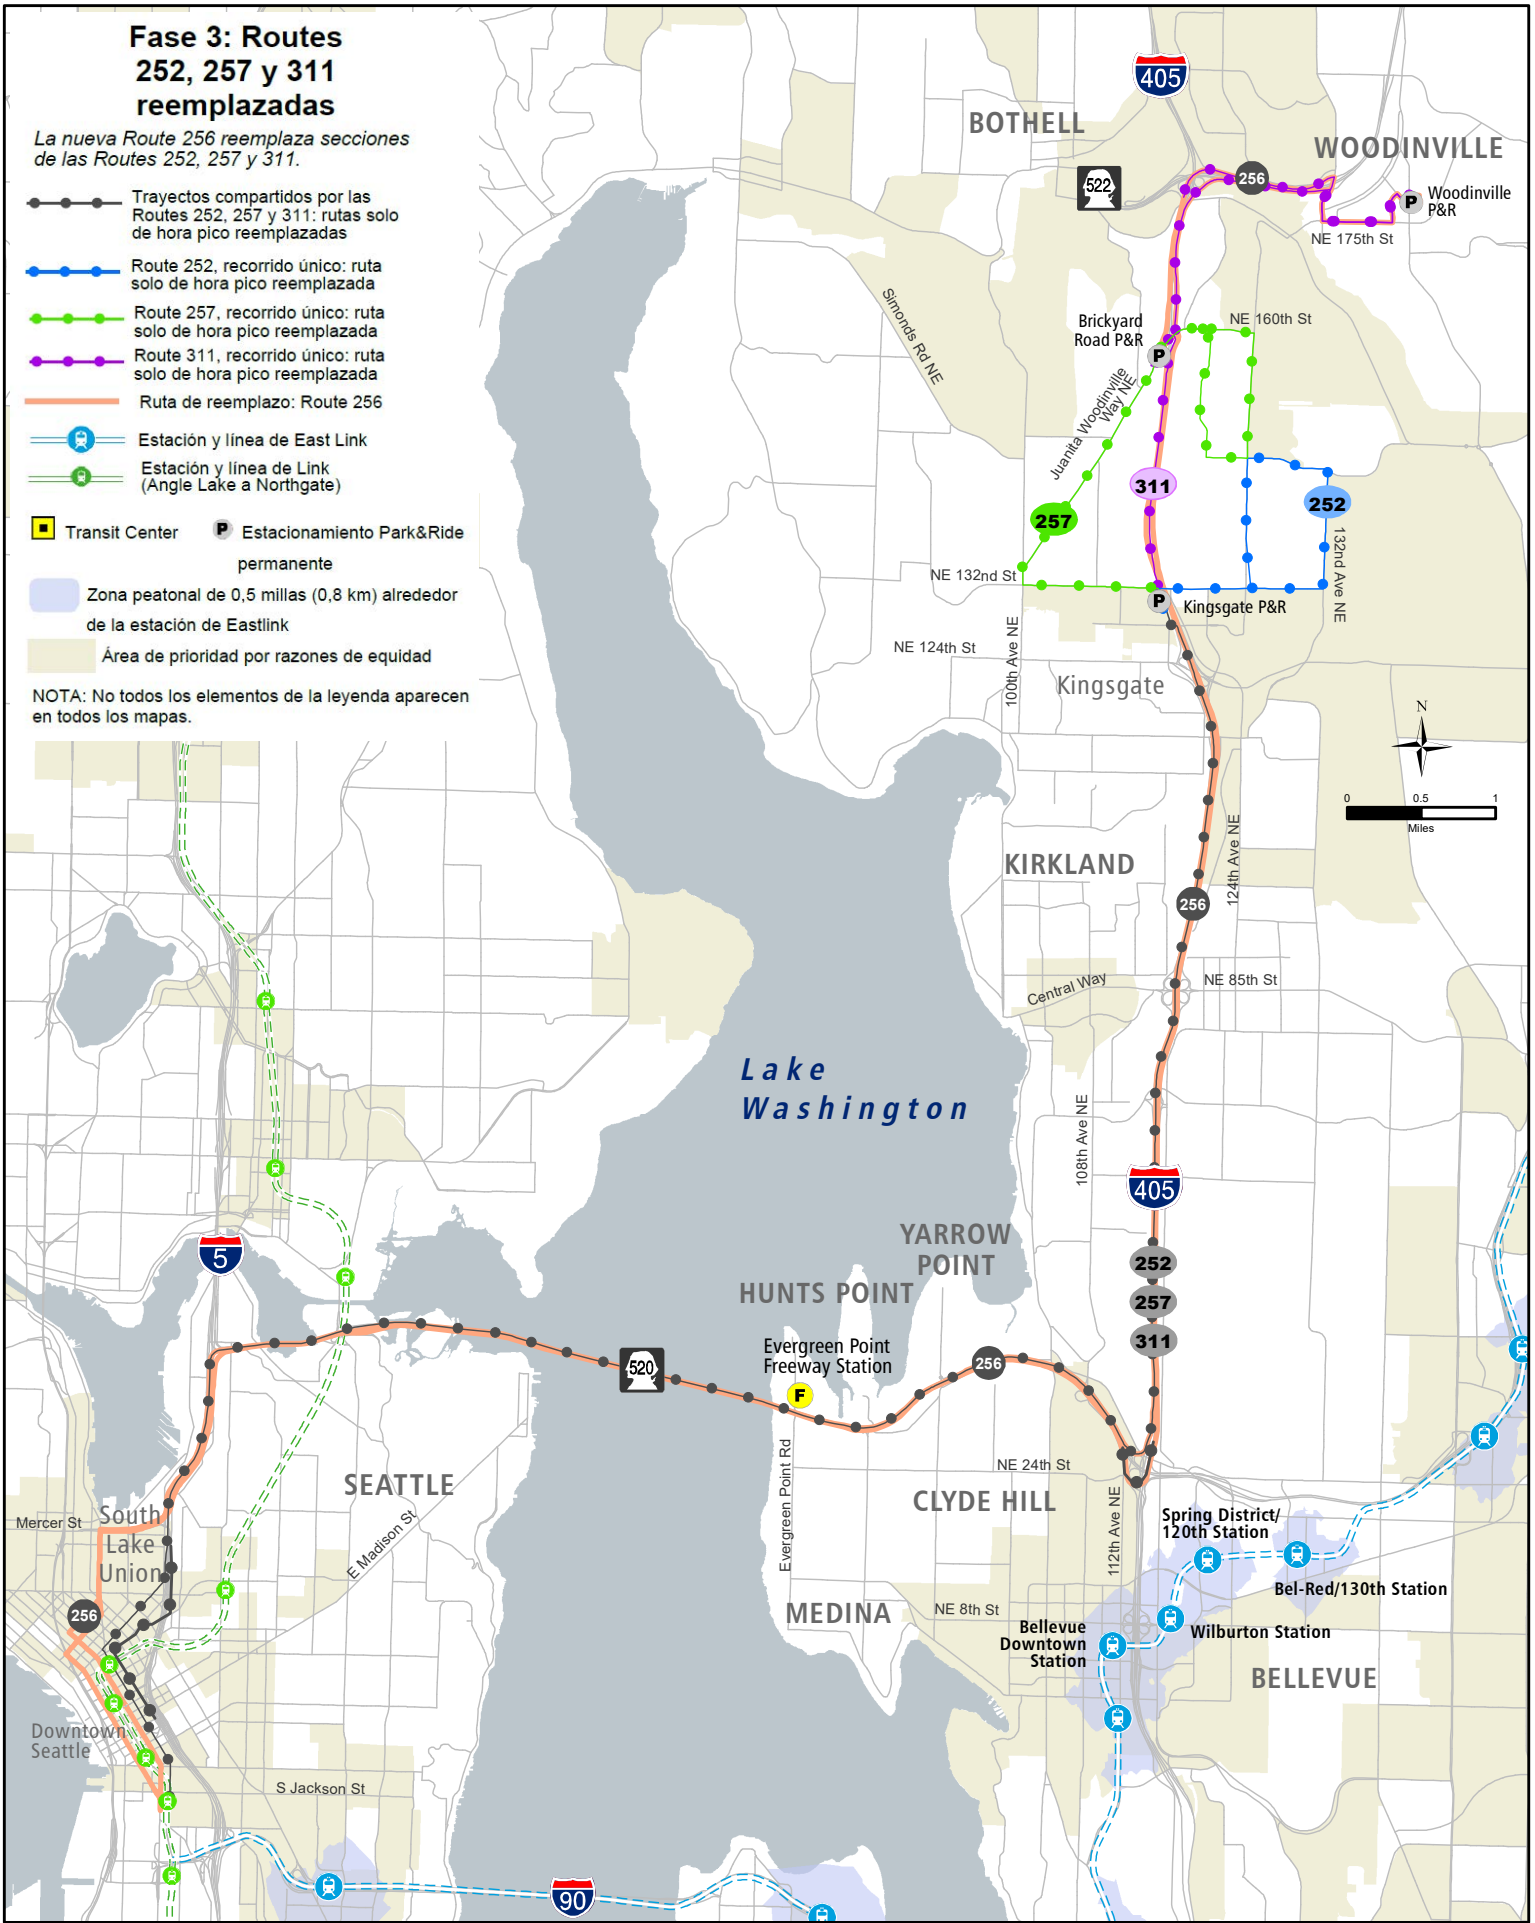 Fase 3: Routes
252, 257 y 311
reemplazadas
La nueva Route 256 reemplaza secciones
de las Routes 252, 257 y 311.
Trayectos compartidos por las
Routes 252, 257 y 311: rutas solo
de hora pico reemplazadas
Route 252, recorrido único: ruta
solo de hora pico reemplazada
Route 257, recorrido único: ruta
solo de hora pico reemplazada
Route 311, recorrido único: ruta
solo de hora pico reemplazada
Ruta de reemplazo: Route 256
Estación y línea de East Link
Estación y línea de Link
(Angle Lake a Northgate)
Transit Center
P Estacionamiento Park&Ride
permanente
Zona peatonal de 0,5 millas (0,8 km) alrededor
de la estación de Eastlink
Área de prioridad por razones de equidad
NOTA: No todos los elementos de la leyenda aparecen
en todos los mapas.
405
BOTHELL
WOODINVILLE
522
256
P
Woodinville
P&R
NE 175th St
Simonds Rd NE
Brickyard
Road P&R
P
NE 160th St
Juanita Woodinville
Way NE
311
257
252
132nd Ave NE
NE 132nd St
P
Kingsgate P&R
100th Ave NE
NE 124th St
Kingsgate
N
0 0.5 1
Miles
KIRKLAND
124th Ave NE
256
Central Way
NE 85th St
Lake
Washington
108th Ave NE
405
YARROW
POINT
HUNTS POINT
252
257
311
5
Evergreen Point
Freeway Station
F
520
256
Evergreen Point Rd
NE 24th St
CLYDE HILL
112th Ave NE
SEATTLE
South
Lake
Union
Mercer St
E Madison St
256
Spring District/
120th Station
Bel-Red/130th Station
MEDINA
NE 8th St
Bellevue
Downtown
Station
Wilburton Station
BELLEVUE
Downtown
Seattle
S Jackson St
90